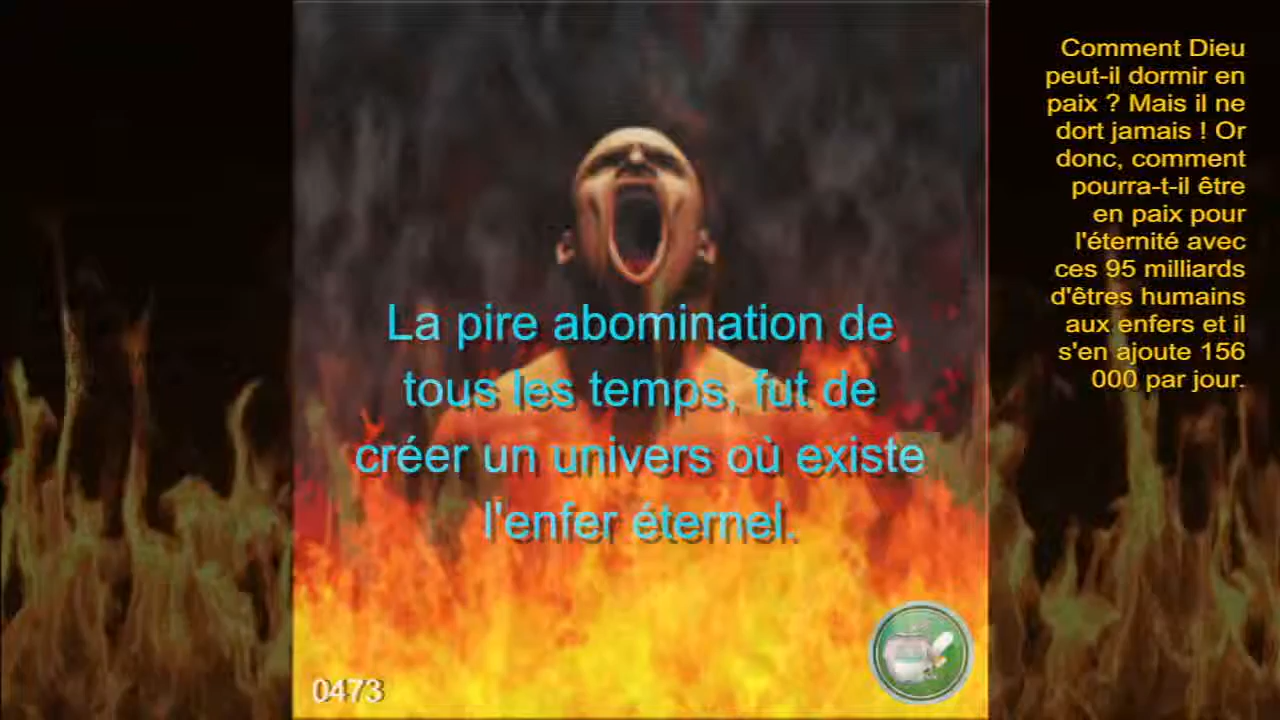 La pire abomination de
tous les temps, fut de
créer un univers où existe
l'enfer éternel.
0473
Comment Dieu
peut-il dormir en
paix ? Mais il ne
dort jamais ! Or
donc, comment
pourra-t-il être
en paix pour
l'éternité avec
ces 95 milliards
d'êtres humains
aux enfers et il
s'en ajoute 156
000 par jour.